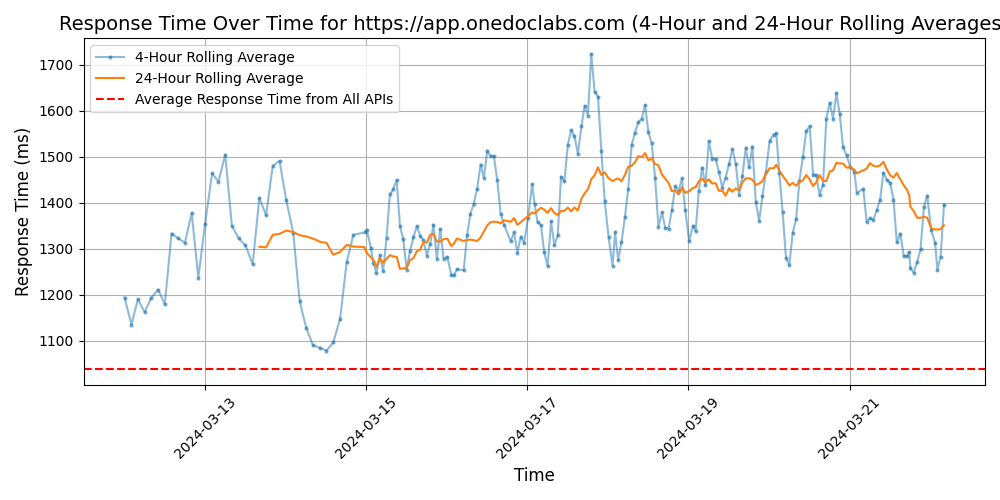 Response Time Over Time for https://app.onedoclabs.com (4-Hour and 24-Hour Rolling Averages
4-Hour Rolling Average
24-Hour Rolling Average
Average Response Time from All APIs
Response Time (ms)
1700
1600
1500
1400
1300
1200
1100
2024-03-13
2024-03-15
2024-03-17
2024-03-19
2024-03-21
Time